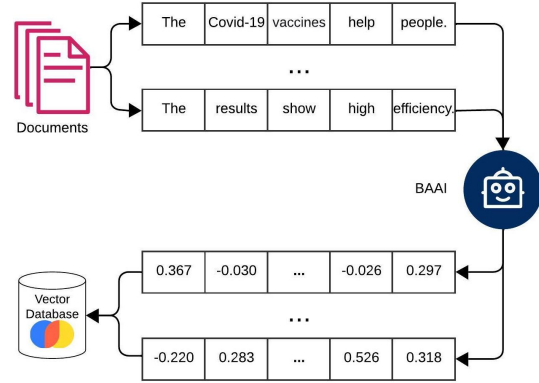 The Covid-19 vaccines help people.
...
Documents
The results show high efficiency.
BAAI
0.367 -0.030 ... -0.026 0.297
Vector
Database
...
-0.220 0.283 ... 0.526 0.318